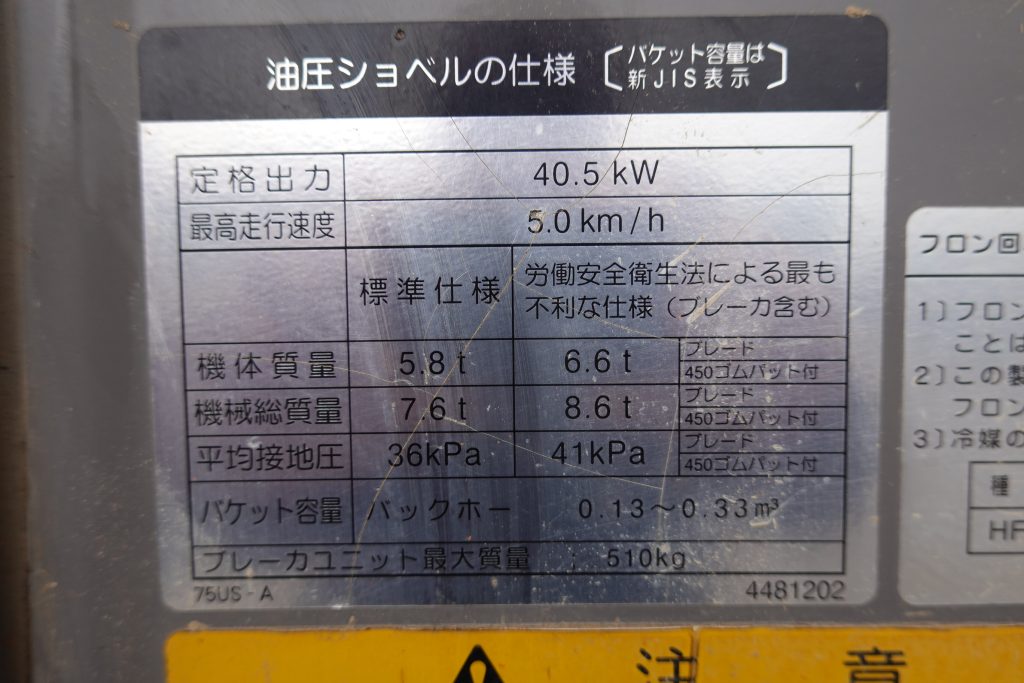 油圧ショベルの仕様〔バケット容量は
新JIS表示〕
定格出力 40.5 kW
最高走行速度 5.0 km/h
標準仕様 労働安全衛生法による最も
不利な仕様（ブレーカ含む）
機体質量 5.8 t 6.6 t ブレード
450ゴムパット付
機械総質量 7.6 t 8.6 t ブレード
450ゴムパット付
平均接地圧 36kPa 41kPa ブレード
450ゴムパット付
バケット容量 バックホー 0.13～0.33m³
ブレーカユニット最大質量 : 510kg
75US-A 4481202
フロン回
1)フロン
ことは
2)この製
フロン
3)冷媒の
種
HF
注意